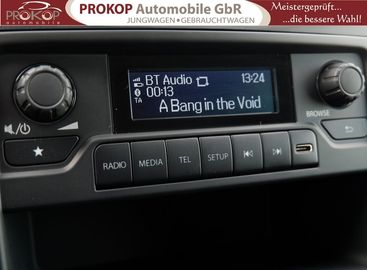 PROKOP
automobile
PROKOP Automobile GbR
JUNGWAGEN • GEBRAUCHTWAGEN
Meistergeprüft...
...die bessere Wahl!
BT Audio 13:24
00:13
TA
A Bang in the Void
BROWSE
RADIO MEDIA TEL SETUP